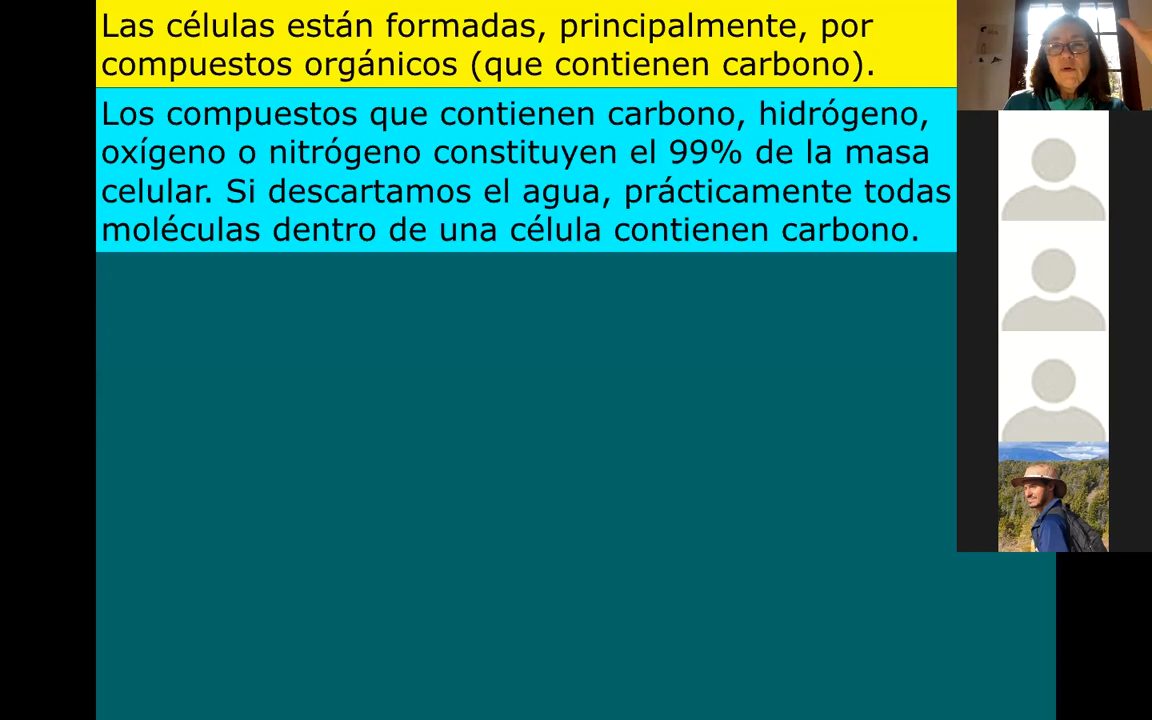 Las células están formadas, principalmente, por
compuestos orgánicos (que contienen carbono).
Los compuestos que contienen carbono, hidrógeno,
oxígeno o nitrógeno constituyen el 99% de la masa
celular. Si descartamos el agua, prácticamente todas
moléculas dentro de una célula contienen carbono.